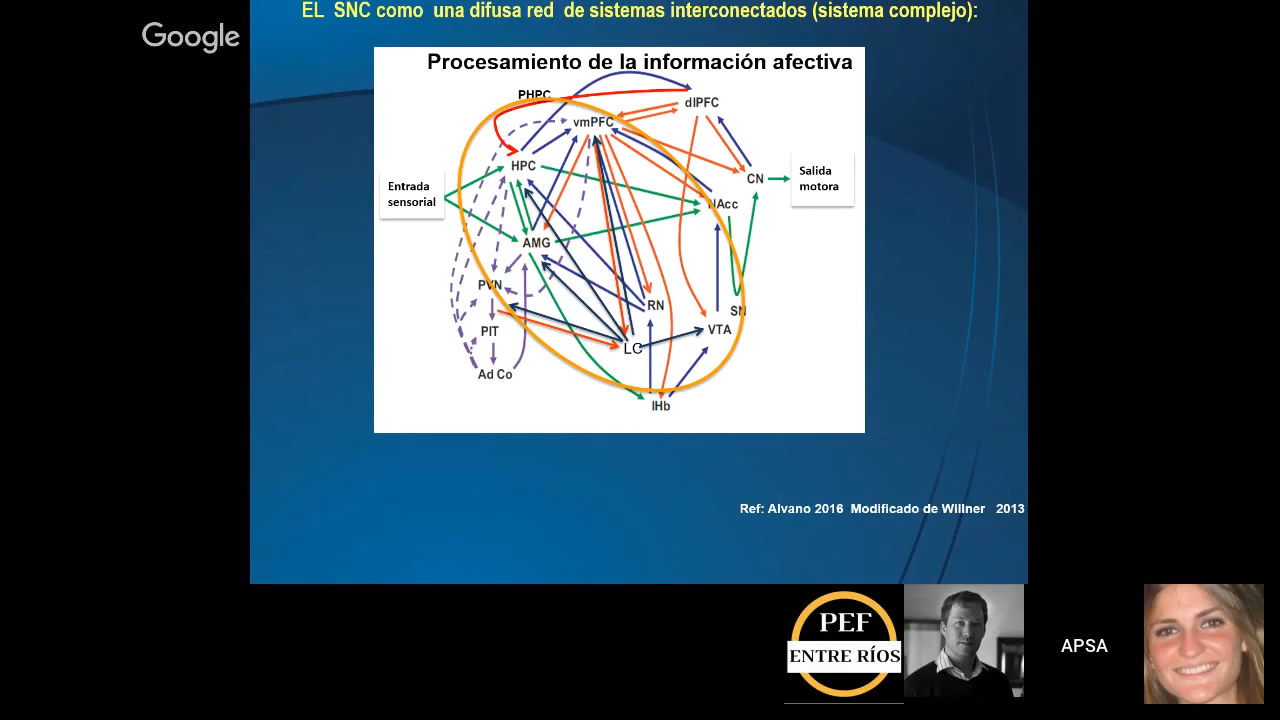 EL SNC como una difusa red de sistemas interconectados (sistema complejo):
Google
Procesamiento de la información afectiva
PHPC
dlPFC
vmPFC
HPC
CN
Salida
motora
Entrada
sensorial
NAcc
AMG
PVN
RN
SN
PIT
VTA
LC
Ad Co
lHb
Ref: Alvano 2016 Modificado de Willner 2013
PEF
ENTRE RÍOS
APSA